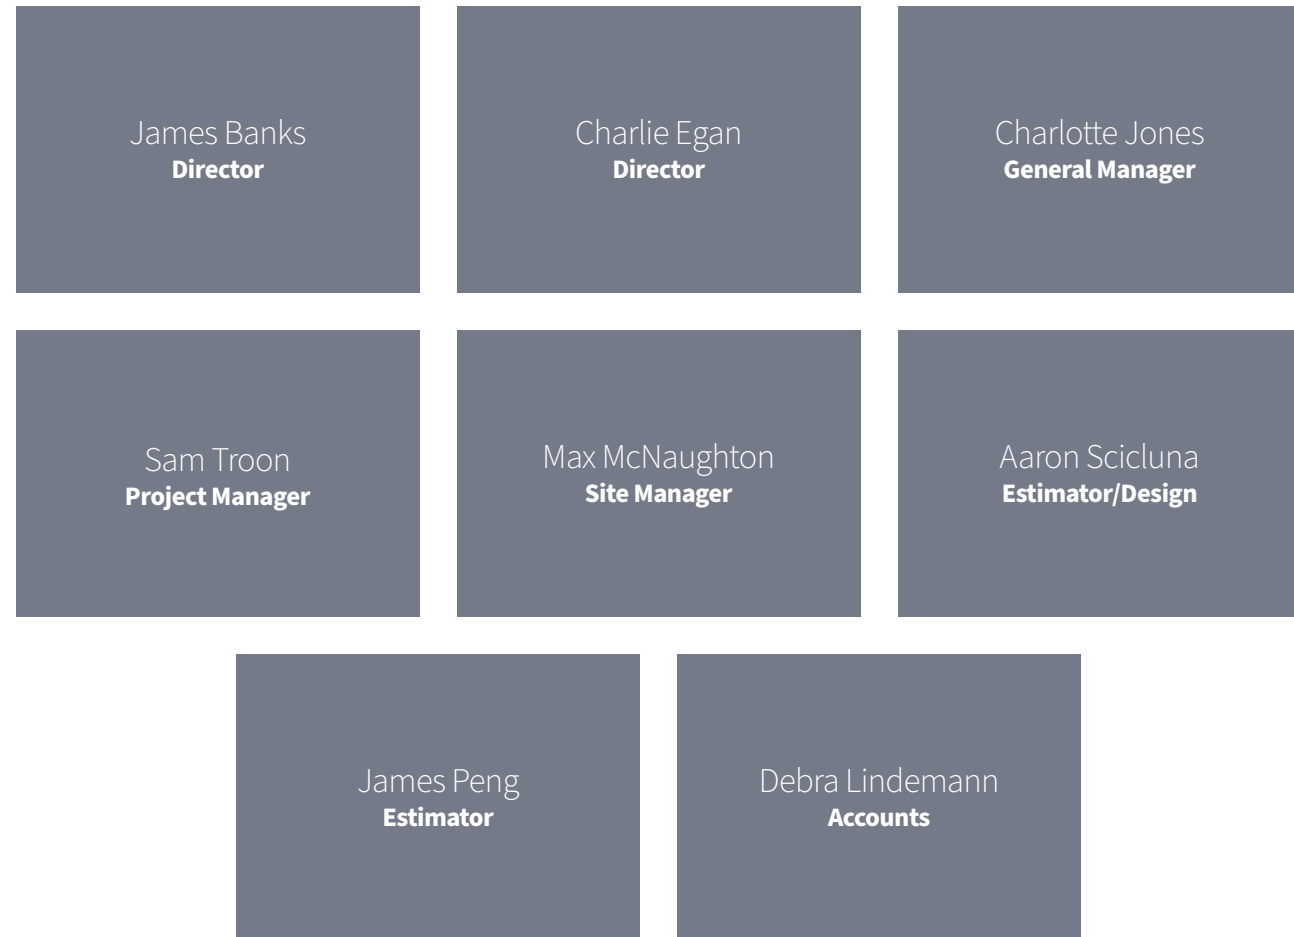 James Banks
Director
Charlie Egan
Director
Charlotte Jones
General Manager
Sam Troon
Project Manager
Max McNaughton
Site Manager
Aaron Scicluna
Estimator/Design
James Peng
Estimator
Debra Lindemann
Accounts